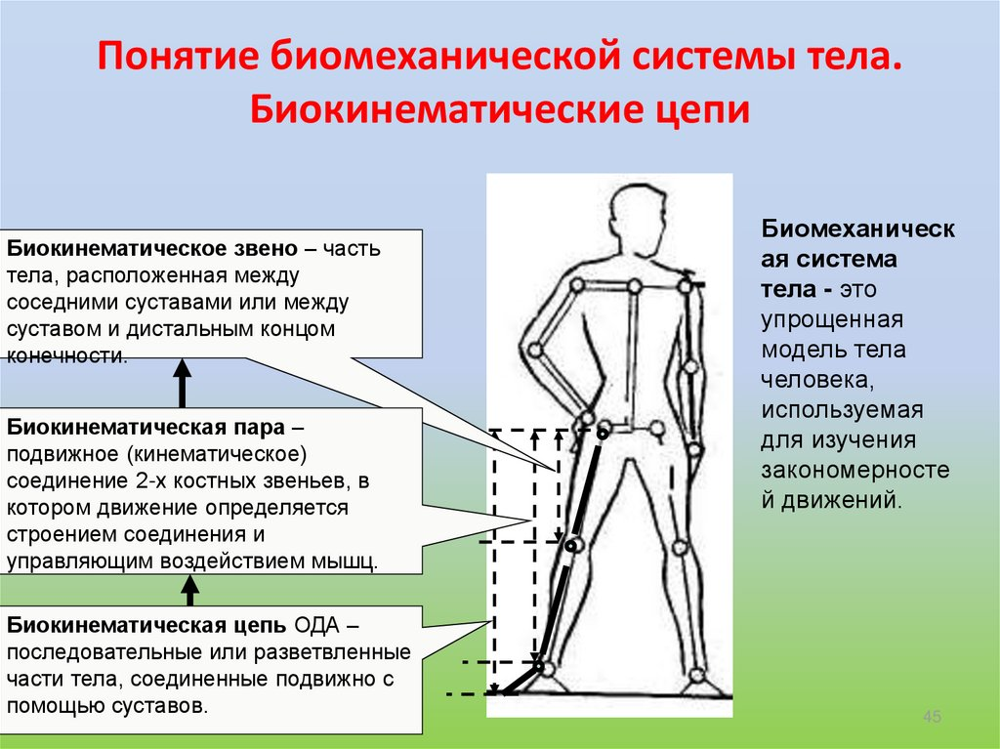 Понятие биомеханической системы тела.
Биокинематические цепи
Биокинематическое звено – часть
тела, расположенная между
соседними суставами или между
суставом и дистальным концом
конечности.
Биокинематическая пара –
подвижное (кинематическое)
соединение 2-х костных звеньев, в
котором движение определяется
строением соединения и
управляющим воздействием мышц.
Биокинематическая цепь ОДА –
последовательные или разветвленные
части тела, соединенные подвижно с
помощью суставов.
Биомеханическ
ая система
тела - это
упрощенная
модель тела
человека,
используемая
для изучения
закономерносте
й движений.
45